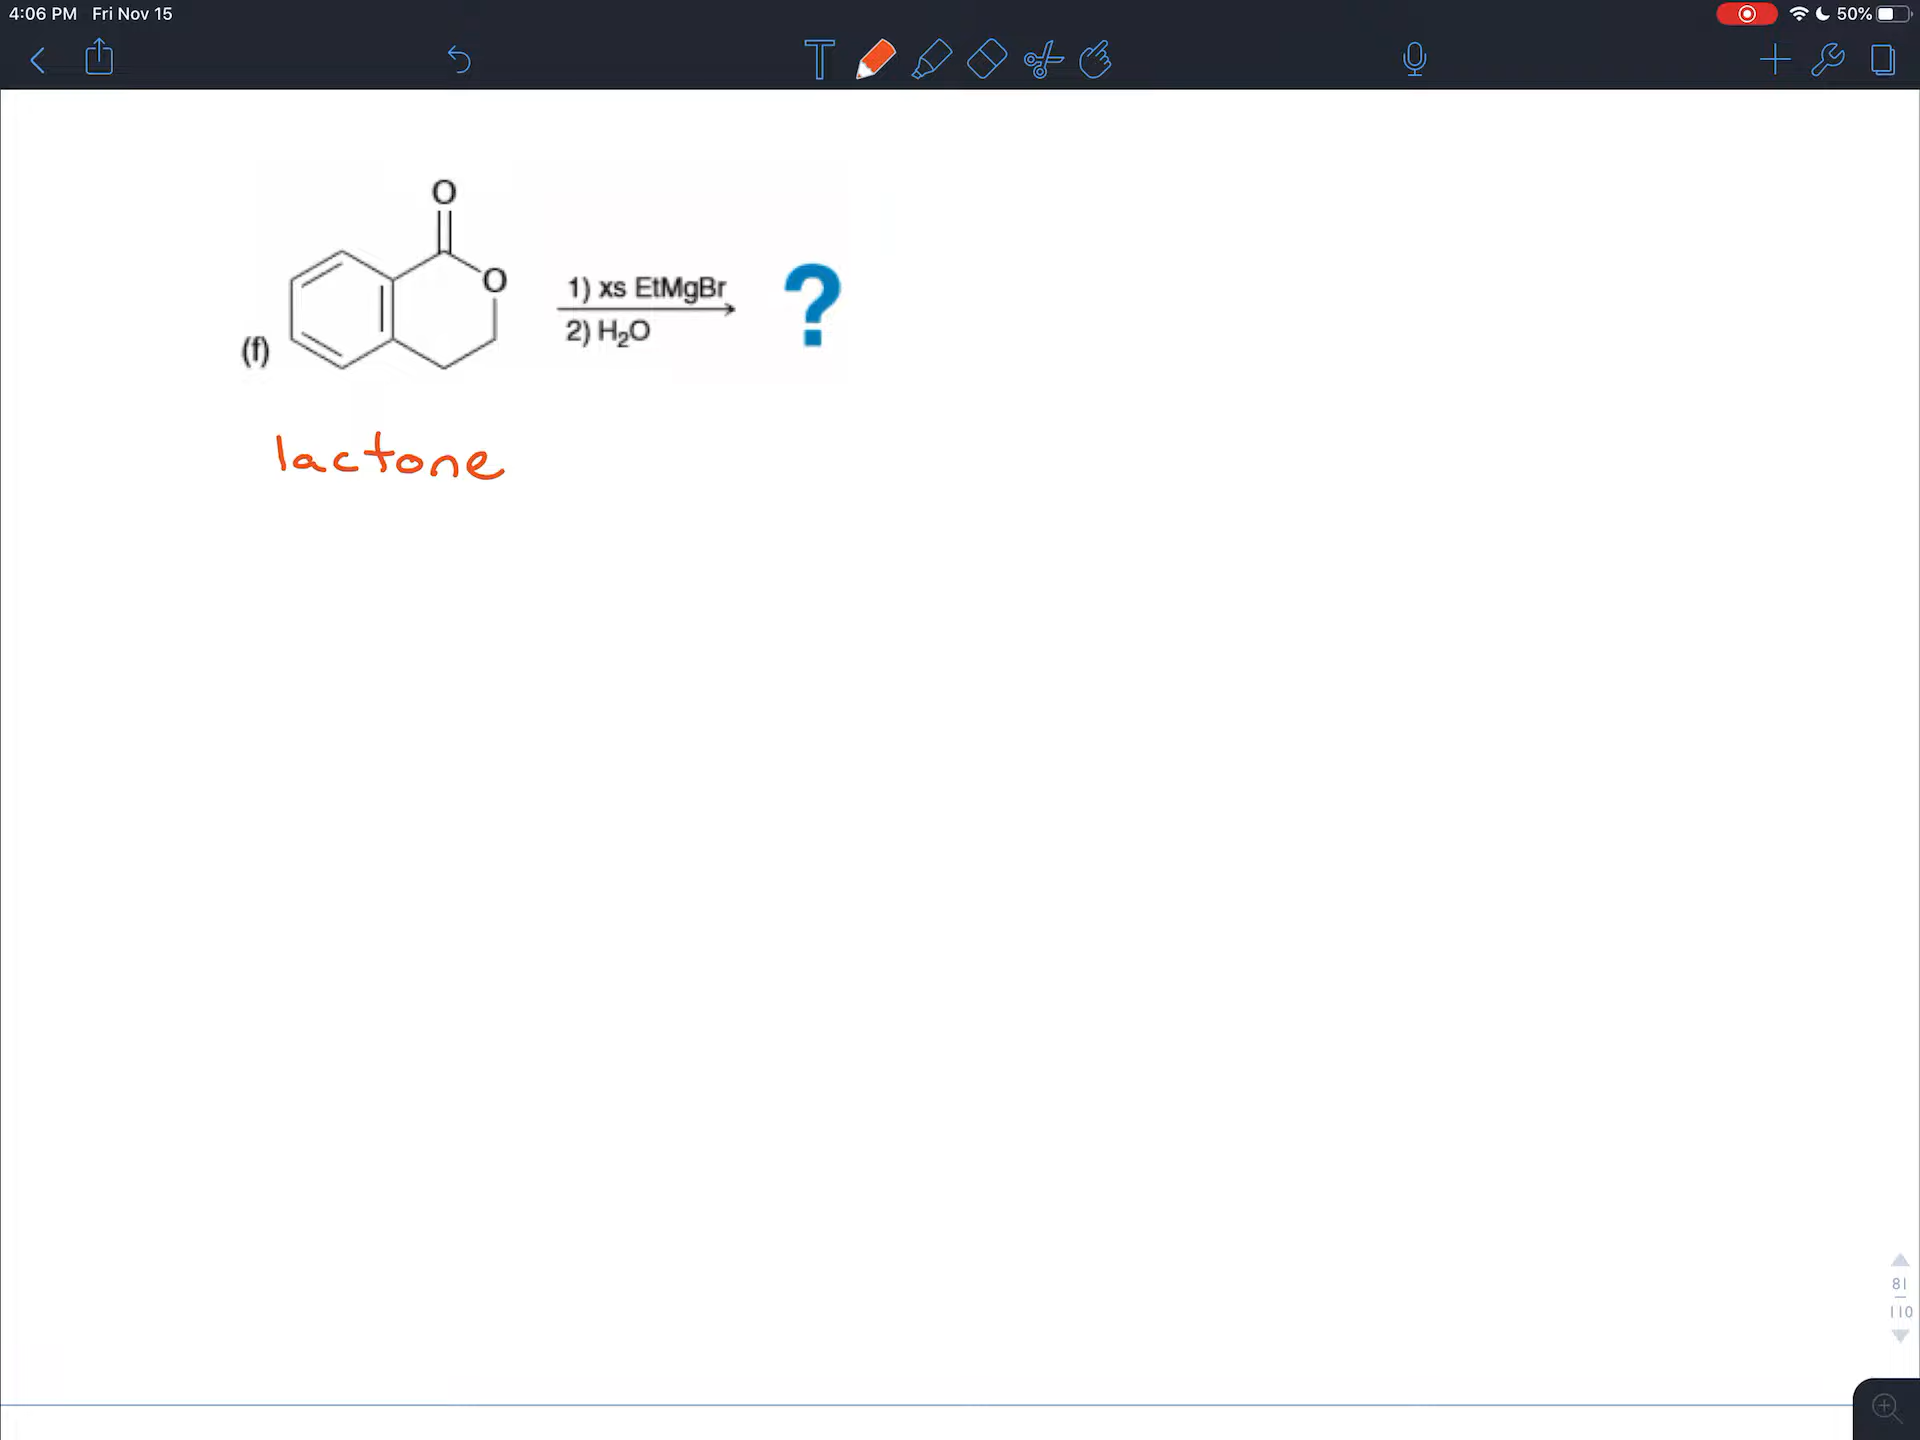 4:06 PM Fri Nov 15
50%
T
O
O
1) xs EtMgBr
2) H₂O
?
(f)
lactone
81
110